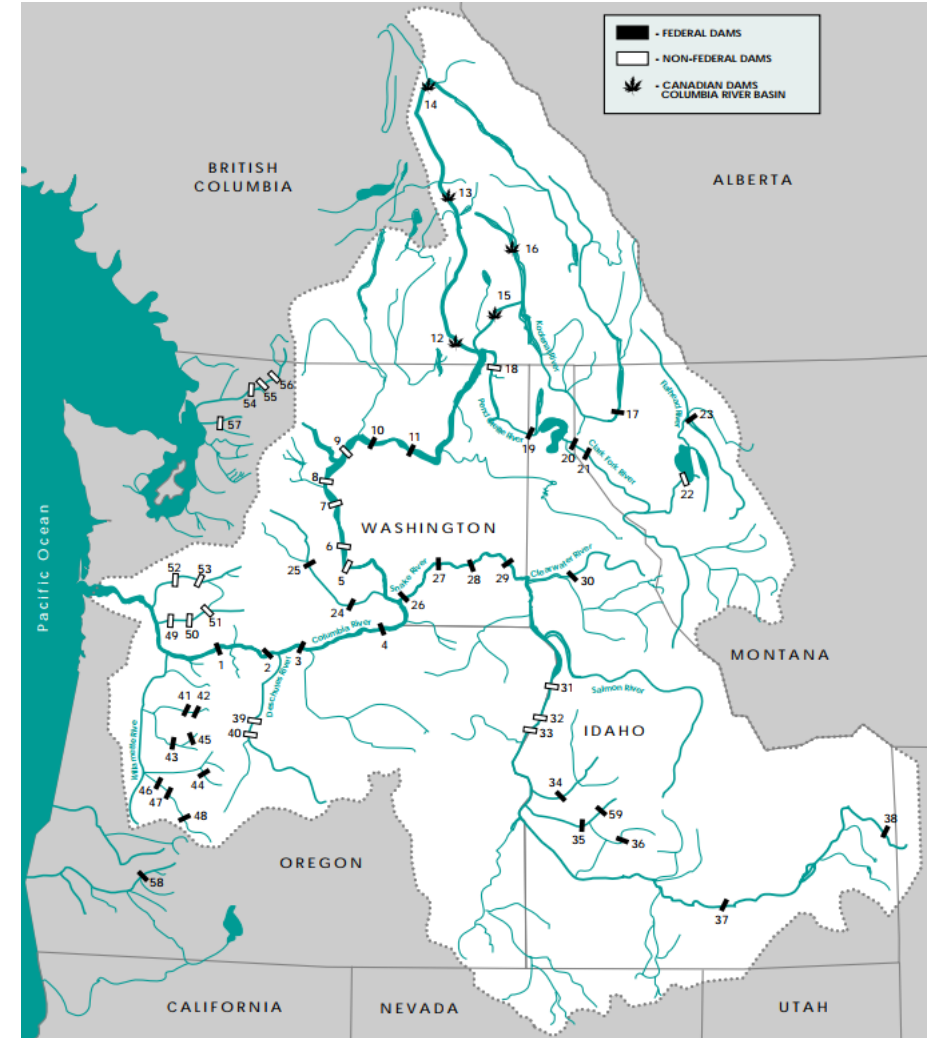 - FEDERAL DAMS
- NON-FEDERAL DAMS
- CANADIAN DAMS
COLUMBIA RIVER BASIN
14
BRITISH
COLUMBIA
ALBERTA
13
16
15
Kootenai River
12
18
56
55
54
57
Pend Oreille River
Flathead River
17
23
10
11
9
19
20
21
Clark Fork River
8
22
7
WASHINGTON
Pacific Ocean
6
5
25
52
53
27
28
29
Clearwater River
30
Snake River
26
24
49
50
51
Columbia River
4
1
2
3
MONTANA
Deschutes River
31
Salmon River
41
42
39
32
33
IDAHO
40
45
43
Willamette River
44
46
47
34
59
48
35
36
38
OREGON
58
37
CALIFORNIA
NEVADA
UTAH